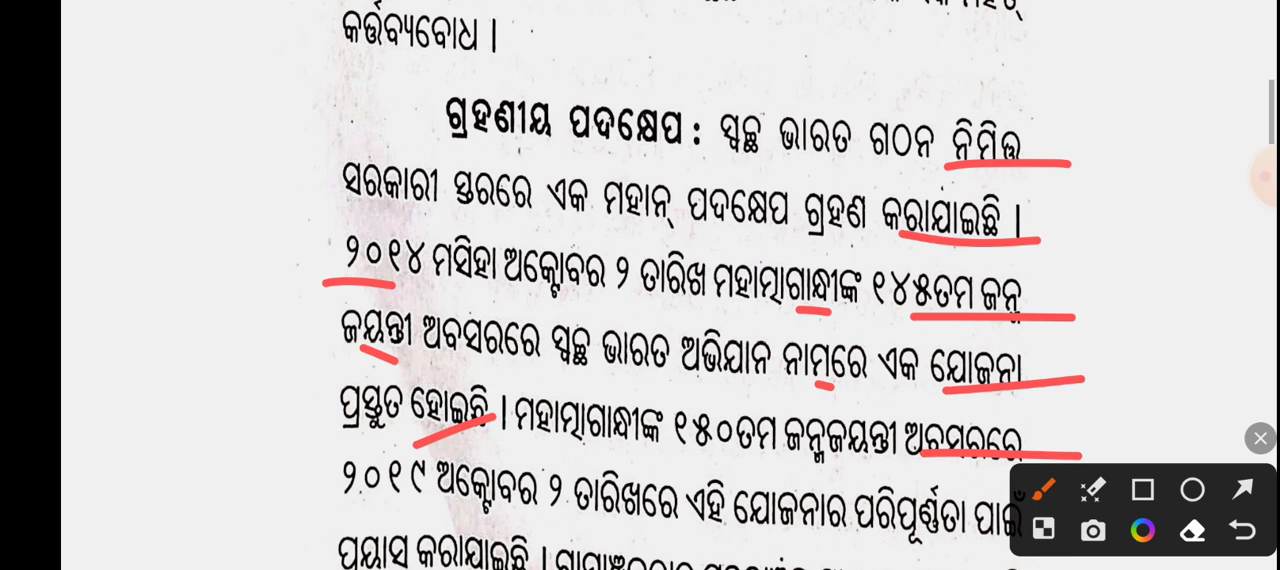 କର୍ତ୍ତବ୍ୟବୋଧ ।
ଗ୍ରହଣୀୟ ପଦକ୍ଷେପ : ସ୍ୱଚ୍ଛ ଭାରତ ଗଠନ ନିମିତ୍ତ
ସରକାରୀ ସ୍ତରରେ ଏକ ମହାନ୍ ପଦକ୍ଷେପ ଗ୍ରହଣ କରାଯାଇଛି ।
୨୦୧୪ ମସିହା ଅକ୍ଟୋବର ୨ ତାରିଖ ମହାତ୍ମାଗାନ୍ଧୀଙ୍କ ୧୪୫ତମ ଜନ୍ମ
ଜୟନ୍ତୀ ଅବସରରେ ସ୍ୱଚ୍ଛ ଭାରତ ଅଭିଯାନ ନାମରେ ଏକ ଯୋଜନା
ପ୍ରସ୍ତୁତ ହୋଇଛି । ମହାତ୍ମାଗାନ୍ଧୀଙ୍କ ୧୫୦ତମ ଜନ୍ମଜୟନ୍ତୀ ଅବସରରେ
୨୦୧୯ ଅକ୍ଟୋବର ୨ ତାରିଖରେ ଏହି ଯୋଜନାର ପରିପୂର୍ଣ୍ଣତା ପାଇଁ
ପ୍ରୟାସ କରାଯାଇଛି ।